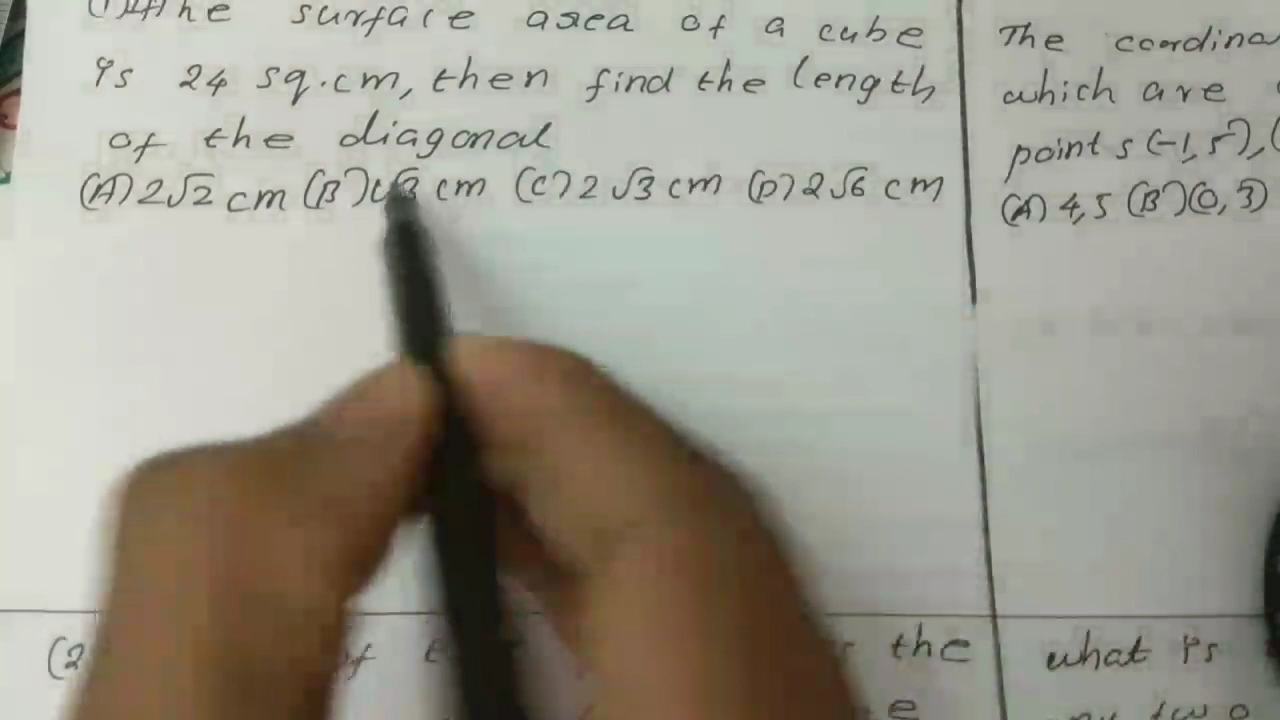 surface area of a cube
is 24 sq.cm, then find the length
of the diagonal
(A) 2√2 cm (B) cm (C) 2√3 cm (D) 2√6 cm
The
which are
points (-1, 5),
(A) 4,5 (B) (0, 3)
(2 the
what is
two